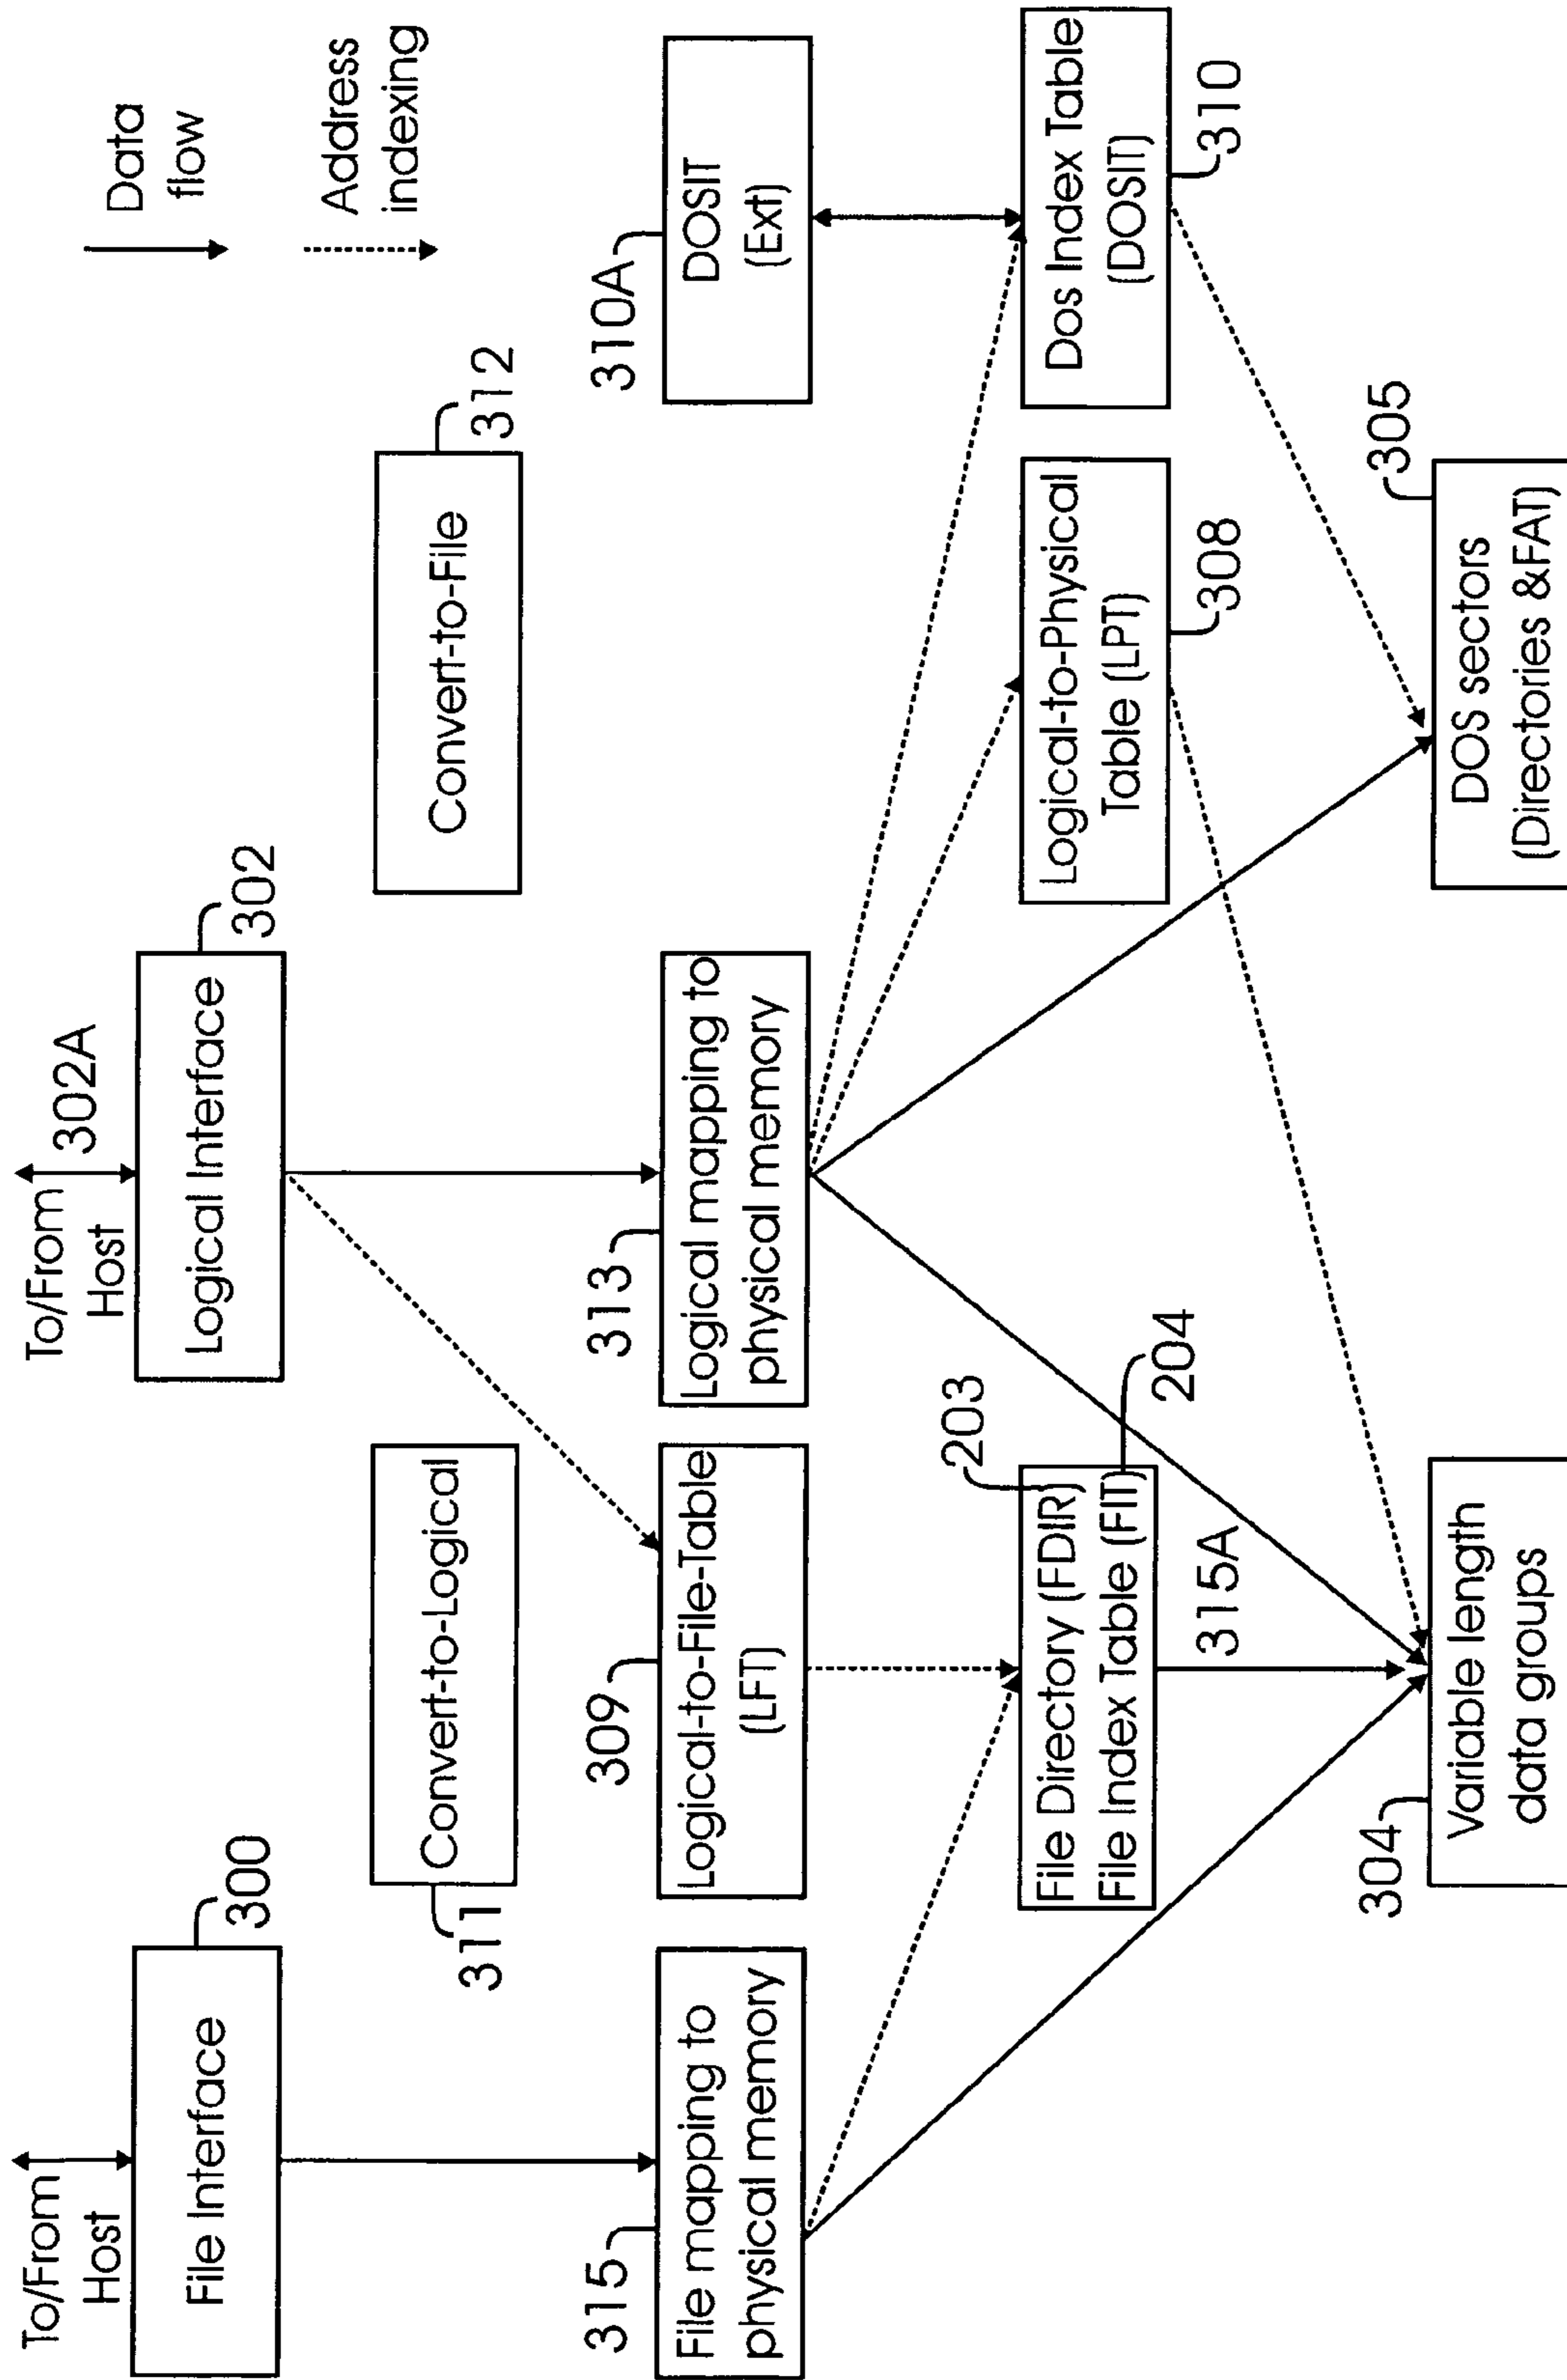 To/From
Host
File Interface
300
To/From
Host
302A
Logical Interface
302
Data
flow
Address
indexing
Convert-to-Logical
311
Convert-to-File
312
315
File mapping to
physical memory
309
Logical-to-File-Table
(LFT)
313
Logical mapping to
physical memory
310A
DOSIT
(Ext)
203
File Directory (FDIR)
File Index Table (FIT)
204
315A
Logical-to-Physical
Table (LPT)
308
Dos Index Table
(DOSIT)
310
304
Variable length
data groups
305
DOS sectors
(Directories &FAT)